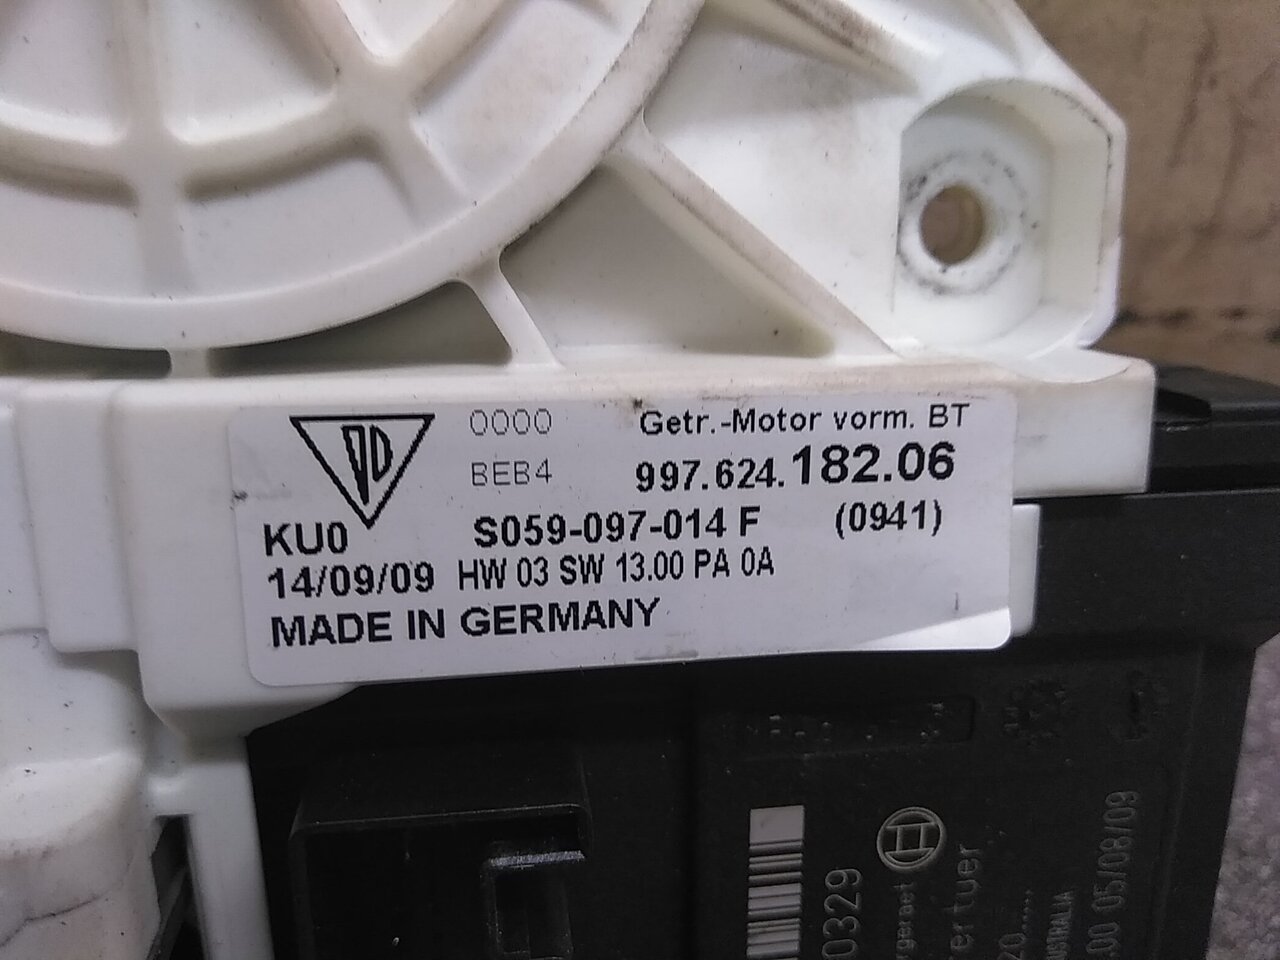 0000 Getr.-Motor vorm. BT
BEB4 997.624.182.06
KU0 S059-097-014 F (0941)
14/09/09 HW 03 SW 13.00 PA 0A
MADE IN GERMANY
0329
05/08/09